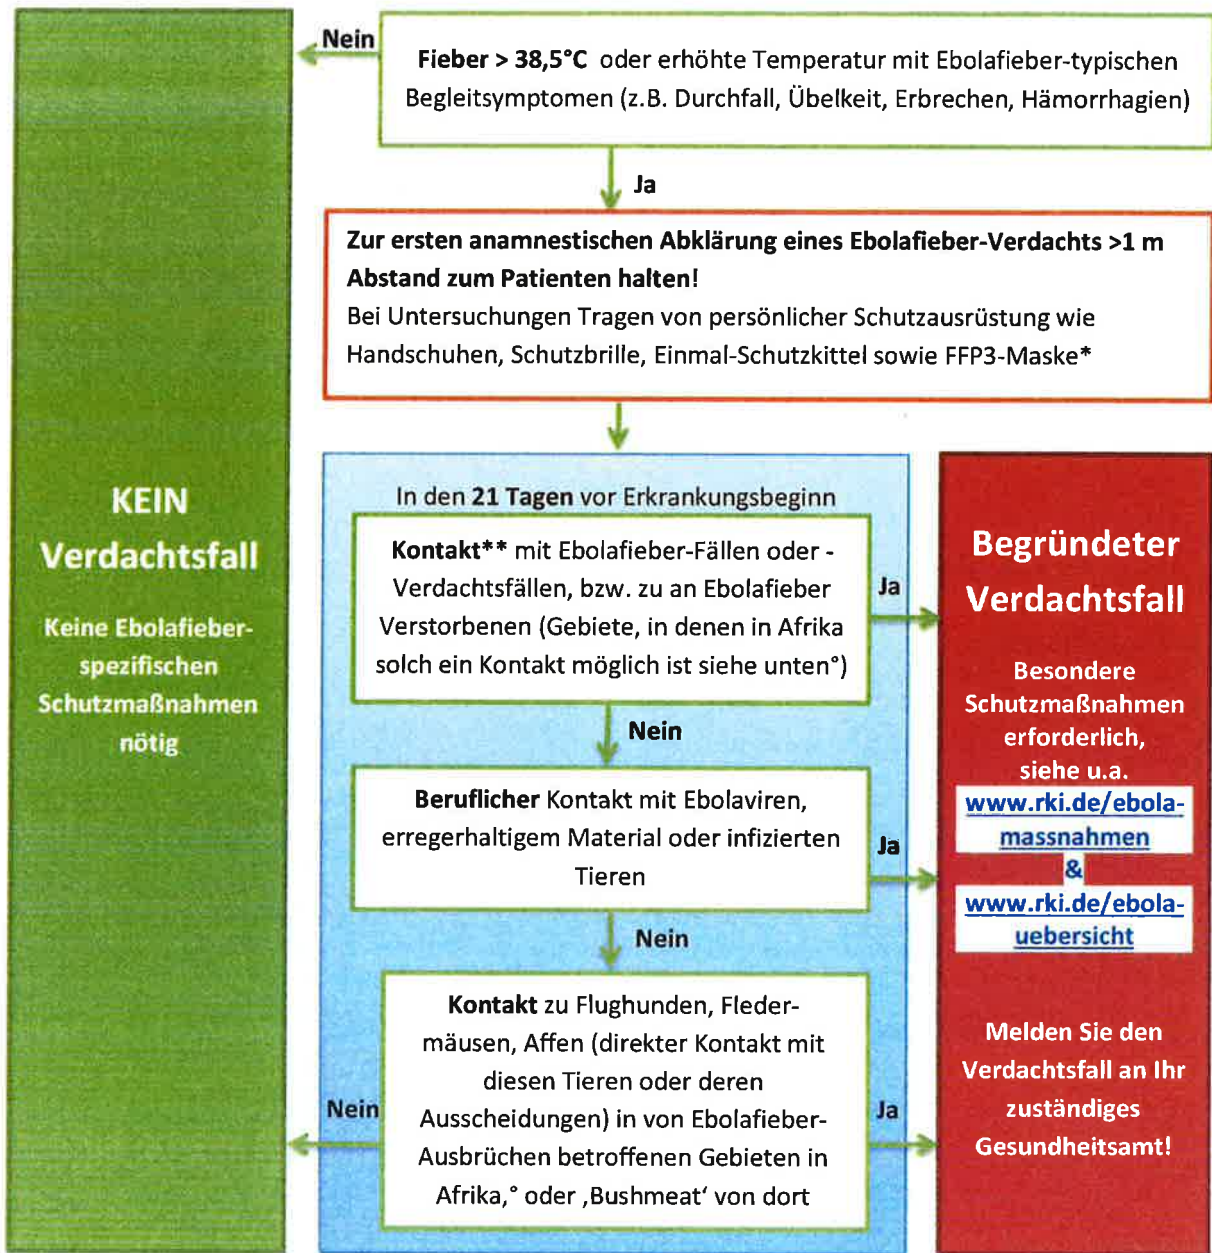 Nein
Fieber > 38,5°C oder erhöhte Temperatur mit Ebolafieber-typischen
Begleitsymptomen (z.B. Durchfall, Übelkeit, Erbrechen, Hämorrhagien)
Ja
Zur ersten anamnestischen Abklärung eines Ebolafieber-Verdachts >1 m
Abstand zum Patienten halten!
Bei Untersuchungen Tragen von persönlicher Schutzausrüstung wie
Handschuhen, Schutzbrille, Einmal-Schutzkittel sowie FFP3-Maske*
KEIN
Verdachtsfall
Keine Ebolafieber-
spezifischen
Schutzmaßnahmen
nötig
In den 21 Tagen vor Erkrankungsbeginn
Kontakt** mit Ebolafieber-Fällen oder -
Verdachtsfällen, bzw. zu an Ebolafieber
Verstorbenen (Gebiete, in denen in Afrika
solch ein Kontakt möglich ist siehe unten°)
Ja
Nein
Beruflicher Kontakt mit Ebolaviren,
erregerhaltigem Material oder infizierten
Tieren
Ja
Nein
Kontakt zu Flughunden, Fleder-
mäusen, Affen (direkter Kontakt mit
diesen Tieren oder deren
Ausscheidungen) in von Ebolafieber-
Ausbrüchen betroffenen Gebieten in
Afrika,° oder ‚Bushmeat‘ von dort
Nein
Ja
Begründeter
Verdachtsfall
Besondere
Schutzmaßnahmen
erforderlich,
siehe u.a.
www.rki.de/ebola-
massnahmen
&
www.rki.de/ebola-
uebersicht
Melden Sie den
Verdachtsfall an Ihr
zuständiges
Gesundheitsamt!